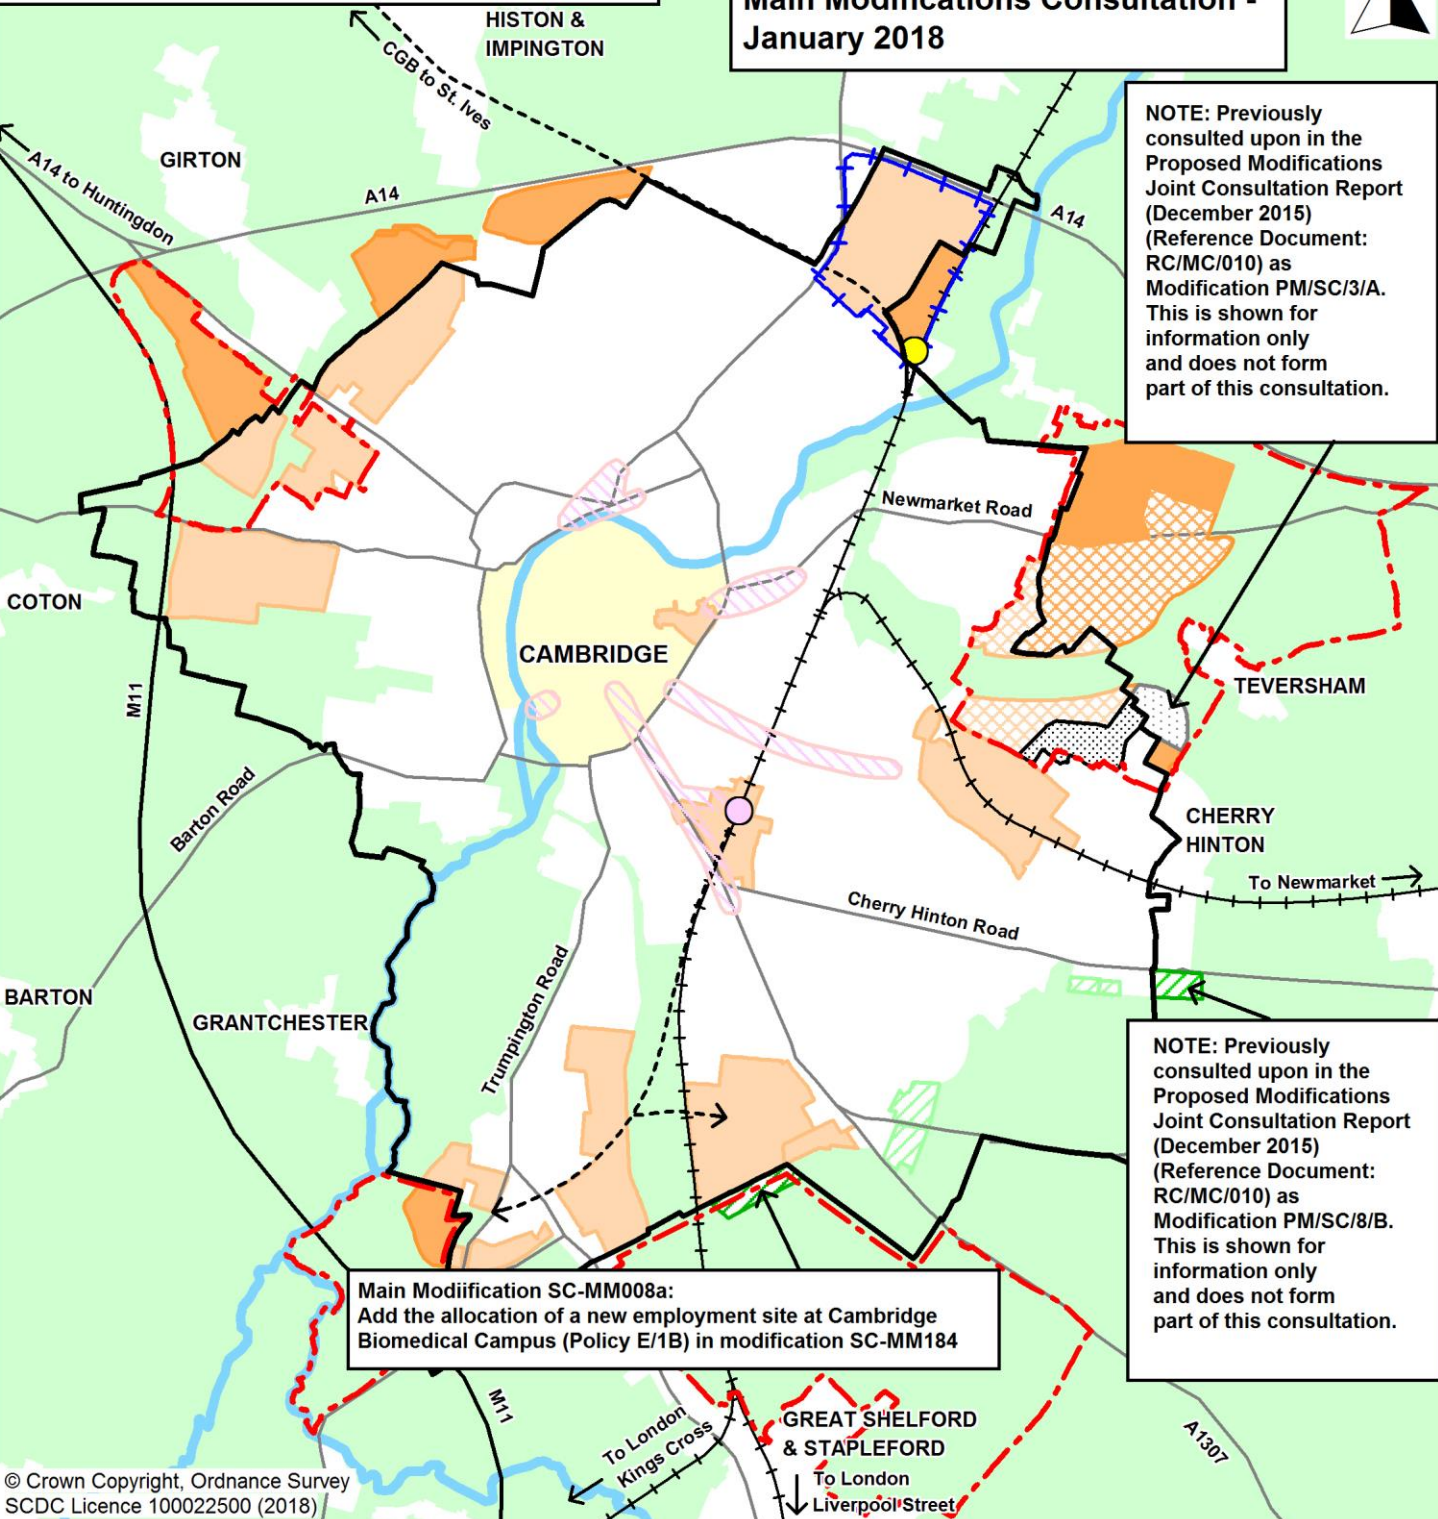 Main Modifications Consultation -
January 2018
HISTON &
IMPINGTON
CGB to St. Ives
NOTE: Previously
consulted upon in the
Proposed Modifications
Joint Consultation Report
(December 2015)
(Reference Document:
RC/MC/010) as
Modification PM/SC/3/A.
This is shown for
information only
and does not form
part of this consultation.
GIRTON
A14 to Huntingdon
A14
A14
Newmarket Road
COTON
CAMBRIDGE
M11
TEVERSHAM
Barton Road
CHERRY
HINTON
To Newmarket
Cherry Hinton Road
BARTON
GRANTCHESTER
Trumpington Road
NOTE: Previously
consulted upon in the
Proposed Modifications
Joint Consultation Report
(December 2015)
(Reference Document:
RC/MC/010) as
Modification PM/SC/8/B.
This is shown for
information only
and does not form
part of this consultation.
Main Modiification SC-MM008a:
Add the allocation of a new employment site at Cambridge
Biomedical Campus (Policy E/1B) in modification SC-MM184
M11
To London
Kings Cross
GREAT SHELFORD
& STAPLEFORD
To London
Liverpool Street
A1307
© Crown Copyright, Ordnance Survey
SCDC Licence 100022500 (2018)